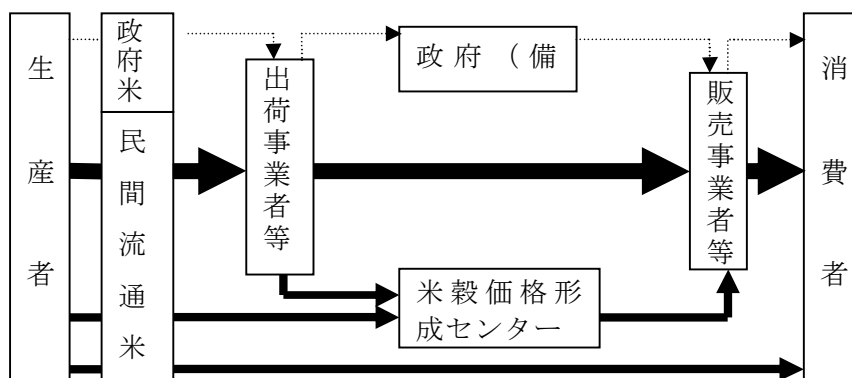 生産者
政府米
民間流通米
出荷事業者等
政府（備
米穀価格形
成センター
販売事業者等
消費者